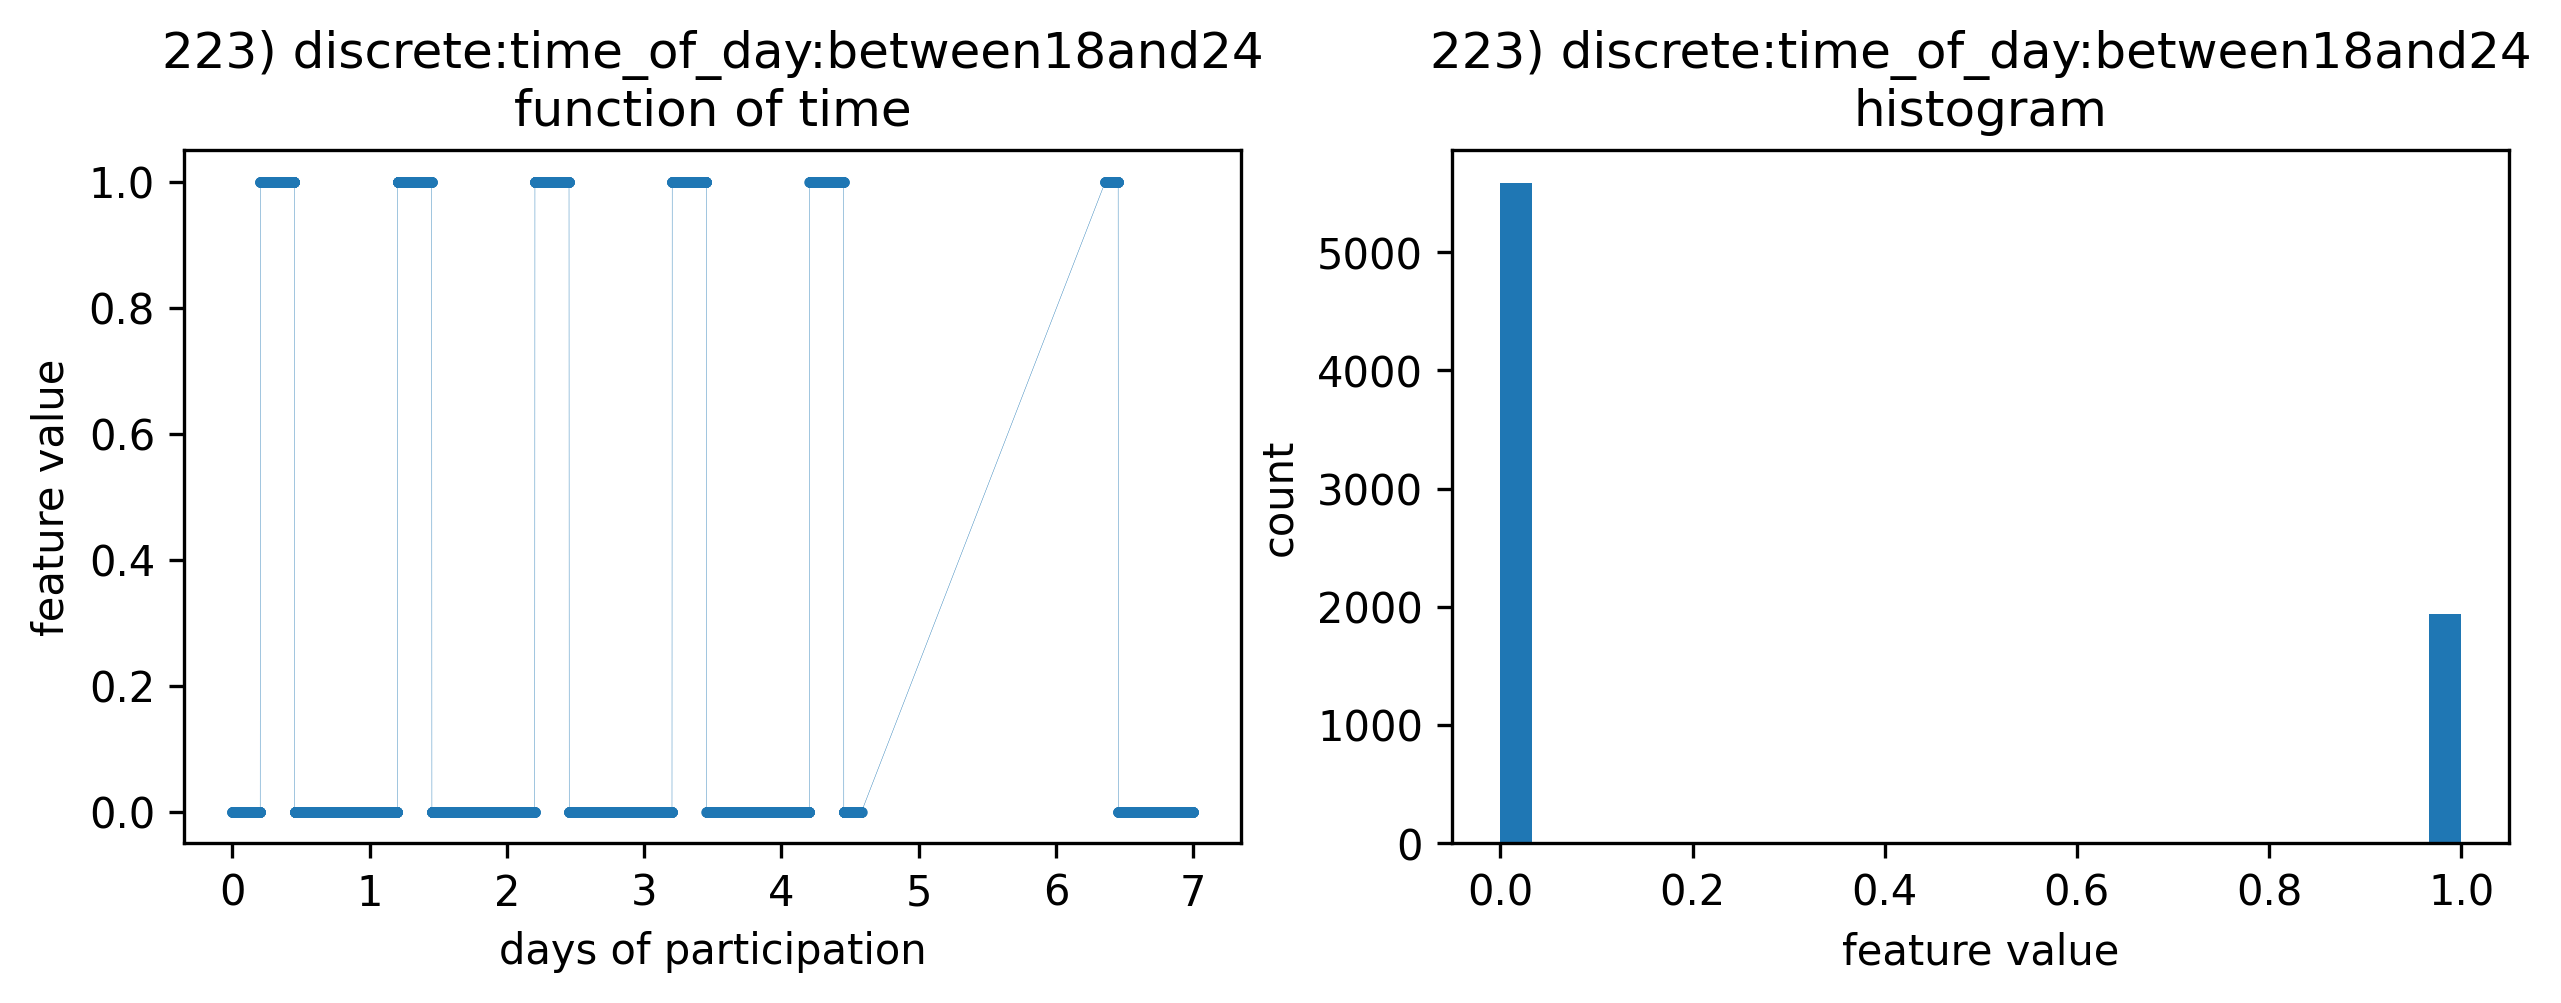 223) discrete:time_of_day:between18and24
function of time
1.0
0.8
0.6
0.4
0.2
0.0
feature value
0 1 2 3 4 5 6 7
days of participation
223) discrete:time_of_day:between18and24
histogram
5000
4000
3000
2000
1000
0
count
0.0 0.2 0.4 0.6 0.8 1.0
feature value